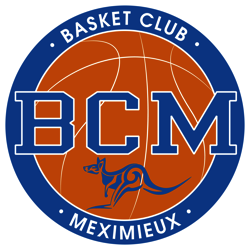 • BASKET CLUB •
BCM
• MEXIMIEUX •